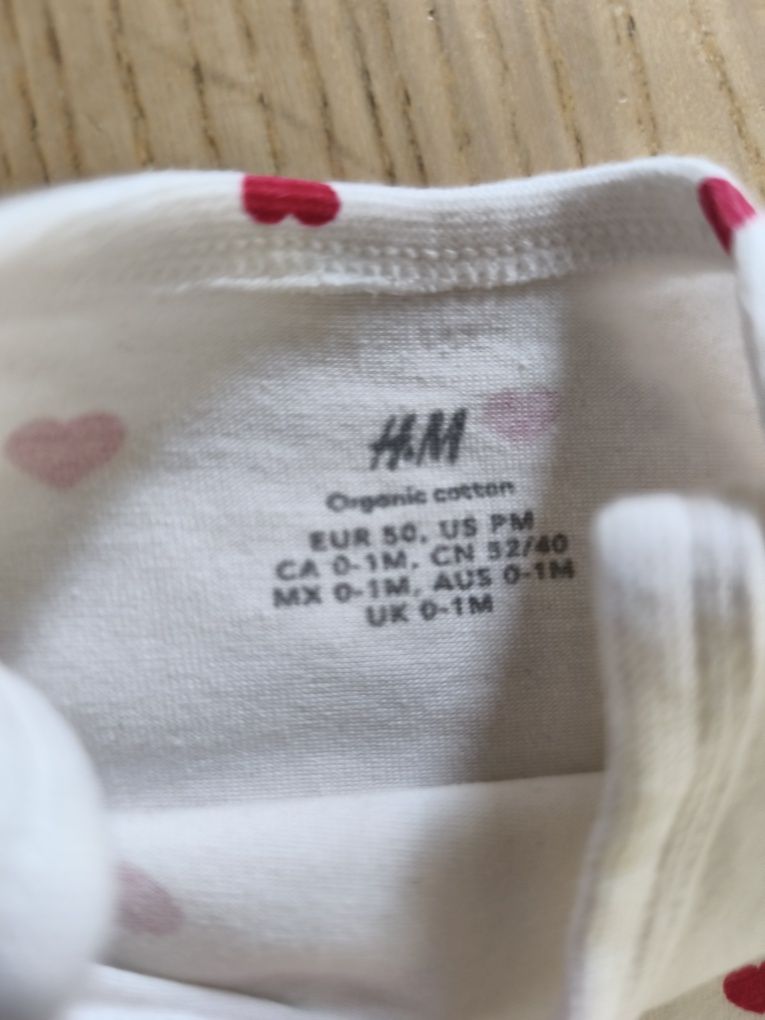 H&M
Organic cotton
EUR 50, US PM
CA 0-1M, CN 52/40
MX 0-1M, AUS 0-1M
UK 0-1M